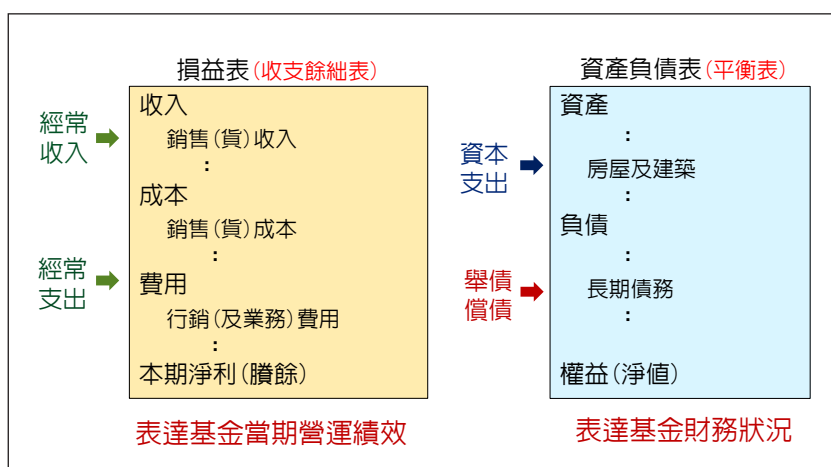 損益表(收支餘絀表)
經常
收入
收入
銷售(貨)收入
:
成本
銷售(貨)成本
:
經常
支出
費用
行銷(及業務)費用
:
本期淨利(賸餘)
表達基金當期營運績效
資產負債表(平衡表)
資產
:
資本
支出
房屋及建築
:
負債
:
舉債
償債
長期債務
:
權益(淨值)
表達基金財務狀況